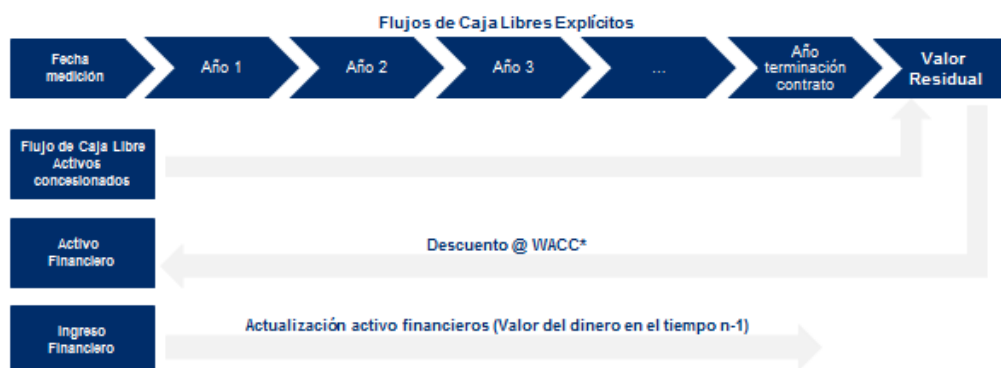 Flujos de Caja Libres Explícitos
Fecha
medición
Año 1
Año 2
Año 3
...
Año
terminación
contrato
Valor
Residual
Flujo de Caja Libre
Activos
concesionados
Activo
Financiero
Descuento @ WACC*
Ingreso
Financiero
Actualización activo financieros (Valor del dinero en el tiempo n-1)